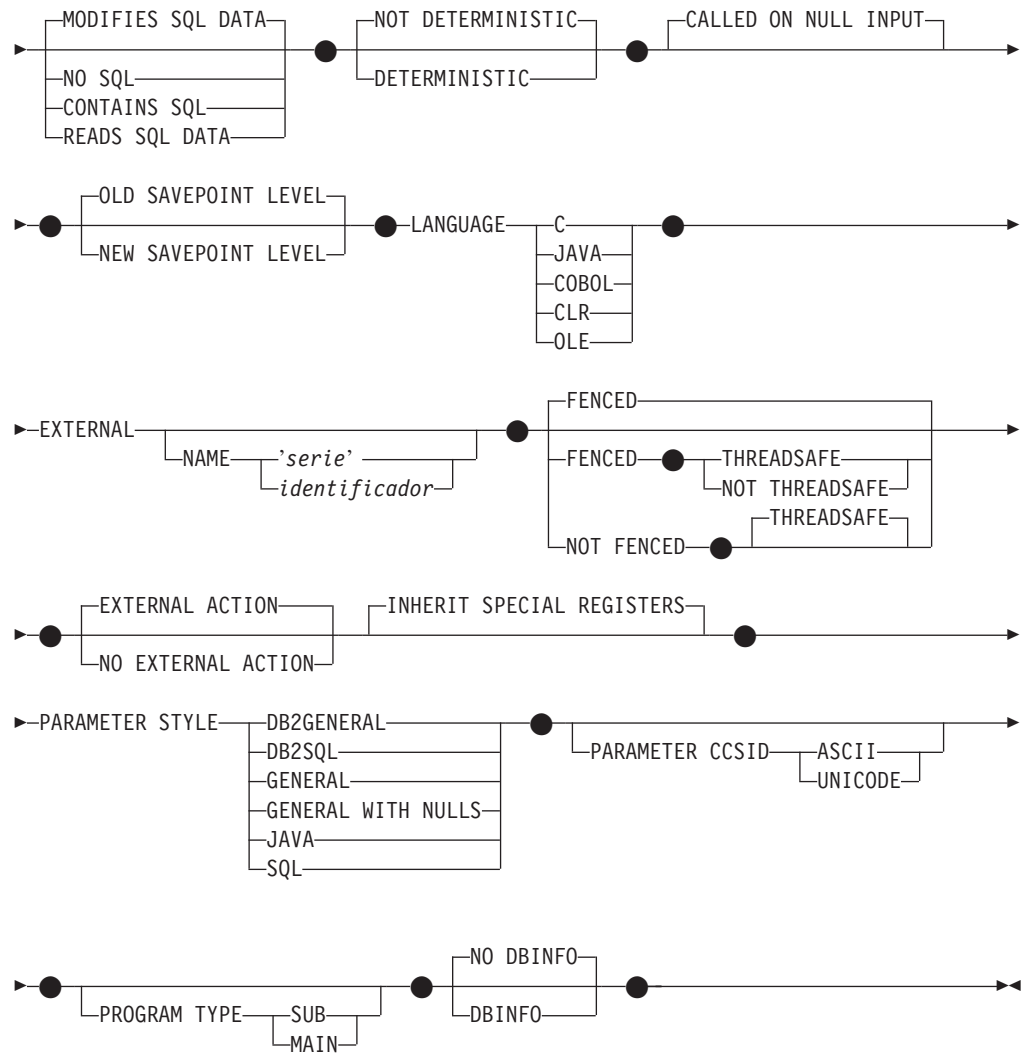 MODIFIES SQL DATA
NO SQL
CONTAINS SQL
READS SQL DATA
NOT DETERMINISTIC
DETERMINISTIC
CALLED ON NULL INPUT
OLD SAVEPOINT LEVEL
NEW SAVEPOINT LEVEL
LANGUAGE
C
JAVA
COBOL
CLR
OLE
EXTERNAL
NAME
’serie’
identificador
FENCED
FENCED
THREADSAFE
NOT THREADSAFE
NOT FENCED
THREADSAFE
EXTERNAL ACTION
NO EXTERNAL ACTION
INHERIT SPECIAL REGISTERS
PARAMETER STYLE
DB2GENERAL
DB2SQL
GENERAL
GENERAL WITH NULLS
JAVA
SQL
PARAMETER CCSID
ASCII
UNICODE
PROGRAM TYPE
SUB
MAIN
NO DBINFO
DBINFO